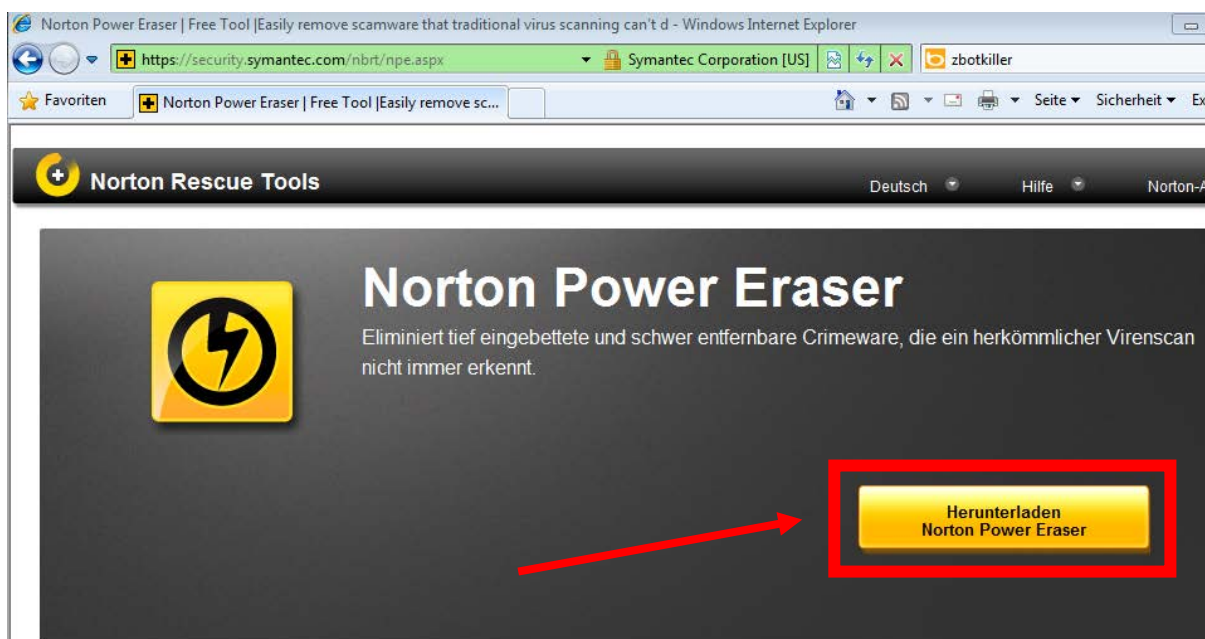 Norton Power Eraser | Free Tool |Easily remove scamware that traditional virus scanning can't d - Windows Internet Explorer
https://security.symantec.com/nbrt/npe.aspx
Symantec Corporation [US]
zbotkiller
Favoriten
Norton Power Eraser | Free Tool |Easily remove sc...
Seite
Sicherheit
Ex
Norton Rescue Tools
Deutsch
Hilfe
Norton-A
Norton Power Eraser
Eliminiert tief eingebettete und schwer entfernbare Crimeware, die ein herkömmlicher Virenscan
nicht immer erkennt.
Herunterladen
Norton Power Eraser